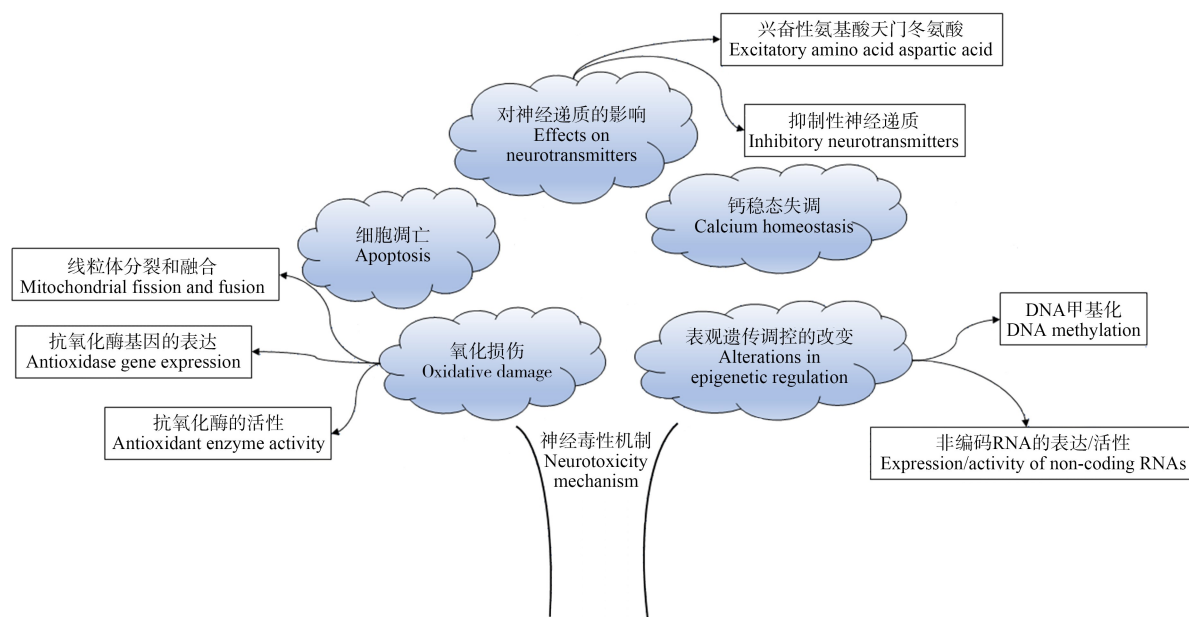 兴奋性氨基酸天门冬氨酸
Excitatory amino acid aspartic acid
对神经递质的影响
Effects on
neurotransmitters
抑制性神经递质
Inhibitory neurotransmitters
钙稳态失调
Calcium homeostasis
细胞凋亡
Apoptosis
线粒体分裂和融合
Mitochondrial fission and fusion
抗氧化酶基因的表达
Antioxidase gene expression
抗氧化酶的活性
Antioxidant enzyme activity
氧化损伤
Oxidative damage
表观遗传调控的改变
Alterations in
epigenetic regulation
DNA甲基化
DNA methylation
非编码RNA的表达/活性
Expression/activity of non-coding RNAs
神经毒性机制
Neurotoxicity
mechanism